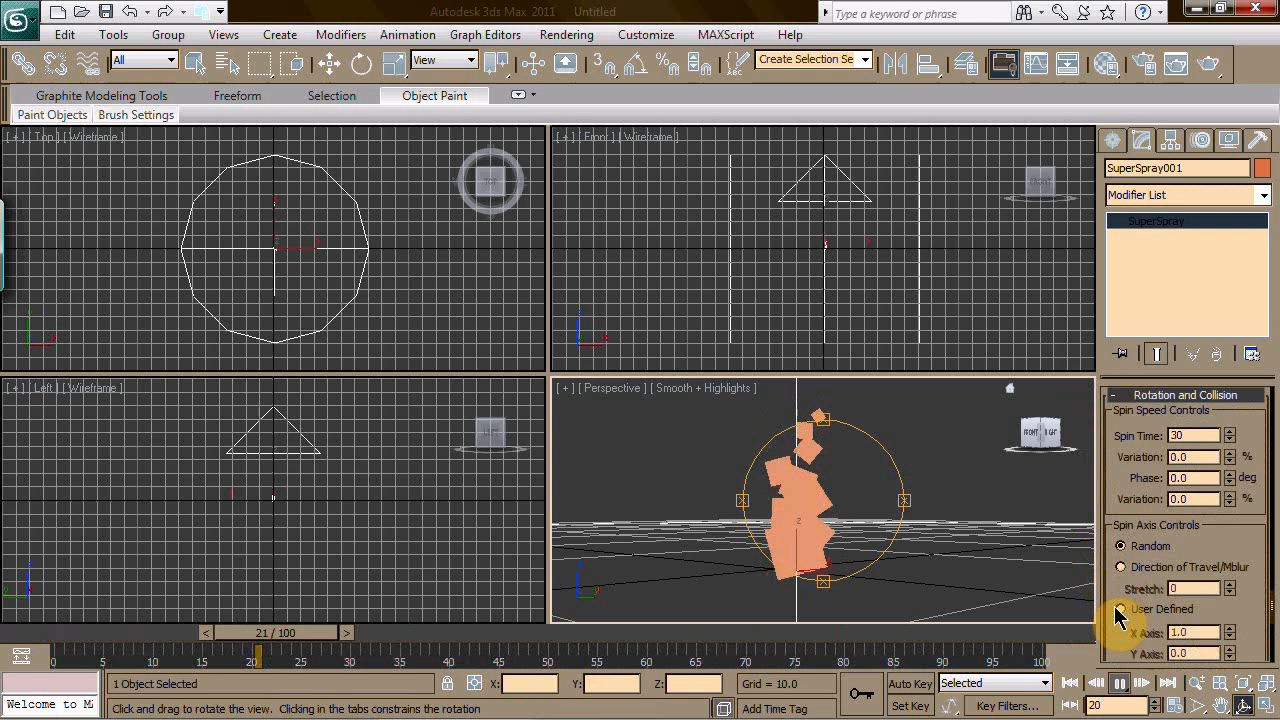 Autodesk 3ds Max 2011 Untitled
Type a keyword or phrase
Edit Tools Group Views Create Modifiers Animation Graph Editors Rendering Customize MAXScript Help
All View Create Selection Se
Graphite Modeling Tools Freeform Selection Object Paint
Paint Objects Brush Settings
[ + ] [ Top ] [ Wireframe ]
TOP
[ + ] [ Front ] [ Wireframe ]
FRONT
SuperSpray001
Modifier List
SuperSpray
[ + ] [ Left ] [ Wireframe ]
LEFT
[ + ] [ Perspective ] [ Smooth + Highlights ]
FRONT RIGHT
Rotation and Collision
Spin Speed Controls
Spin Time: 30
Variation: 0.0 %
Phase: 0.0 deg
Variation: 0.0 %
Spin Axis Controls
Random
Direction of Travel/Mblur
Stretch: 0
User Defined
X Axis: 1.0
Y Axis: 0.0
< 21 / 100 >
0 5 10 15 20 25 30 35 40 45 50 55 60 65 70 75 80 85 90 95 100
1 Object Selected X: Y: Z: Grid = 10.0 Auto Key Selected
Welcome to MA Click and drag to rotate the view. Clicking in the tabs constrains the rotation Add Time Tag Set Key Key Filters... 20